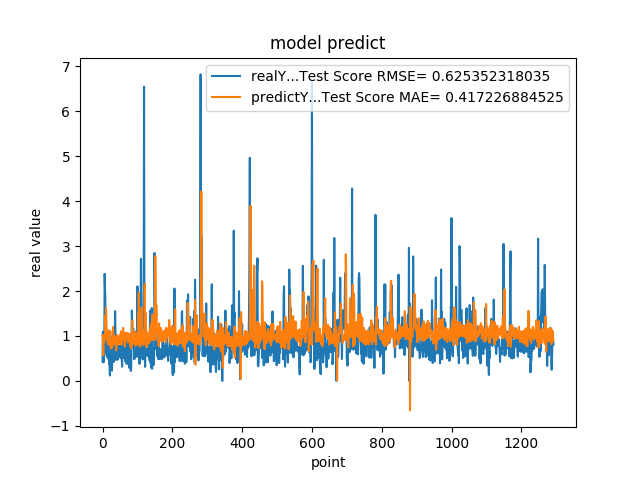 model predict
realY...Test Score RMSE= 0.625352318035
predictY...Test Score MAE= 0.417226884525
real value
7
6
5
4
3
2
1
0
−1
0 200 400 600 800 1000 1200
point